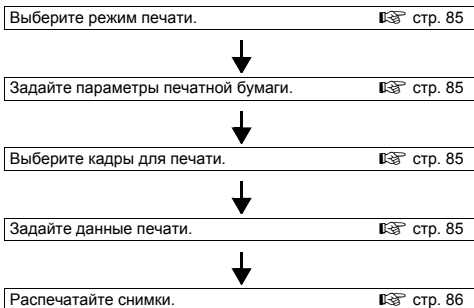 Выберите режим печати. ☞ стр. 85
Задайте параметры печатной бумаги. ☞ стр. 85
Выберите кадры для печати. ☞ стр. 85
Задайте данные печати. ☞ стр. 85
Распечатайте снимки. ☞ стр. 86